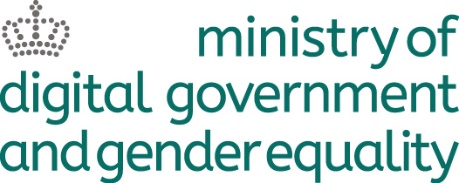 ministry of
digital government
and gender equality